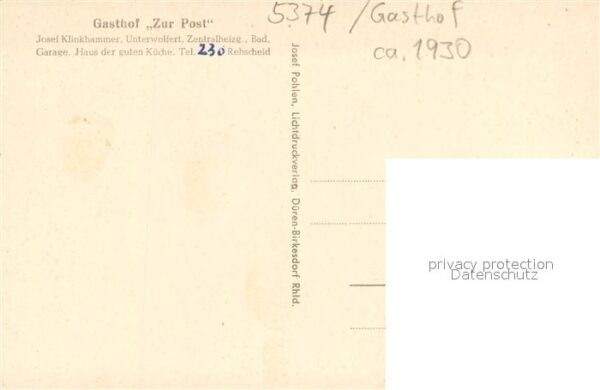 Gasthof „Zur Post"
Josef Klinkhammer, Unterwolfert, Zentralheizg., Bad,
Garage. Haus der guten Küche. Tel. 230 Rehscheid
5374 / Gasthof
ca. 1930
Josef Pohlen, Lichtdruckverlag, Düren-Birkesdorf Rhld.
privacy protection
Datenschutz